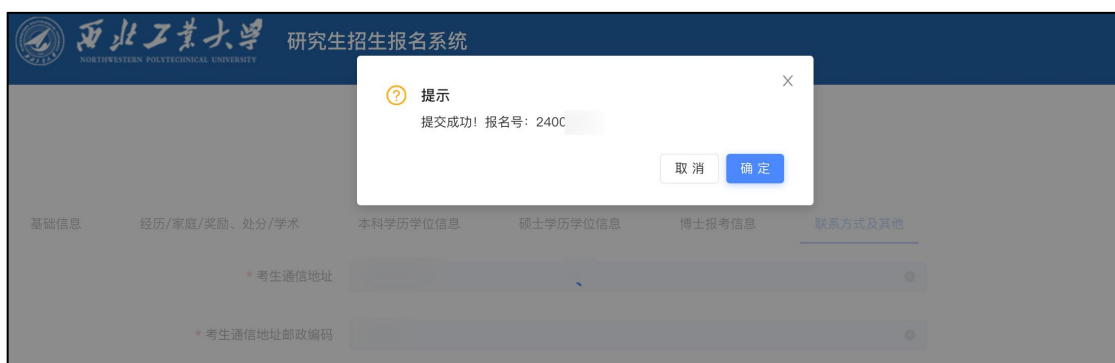 西北工业大学 研究生招生报名系统
NORTHWESTERN POLYTECHNICAL UNIVERSITY
提示
提交成功！报名号：2400
取消 确定
基础信息 经历/家庭/奖励、处分/学术 本科学历学位信息 硕士学历学位信息 博士报考信息 联系方式及其他
* 考生通信地址
* 考生通信地址邮政编码